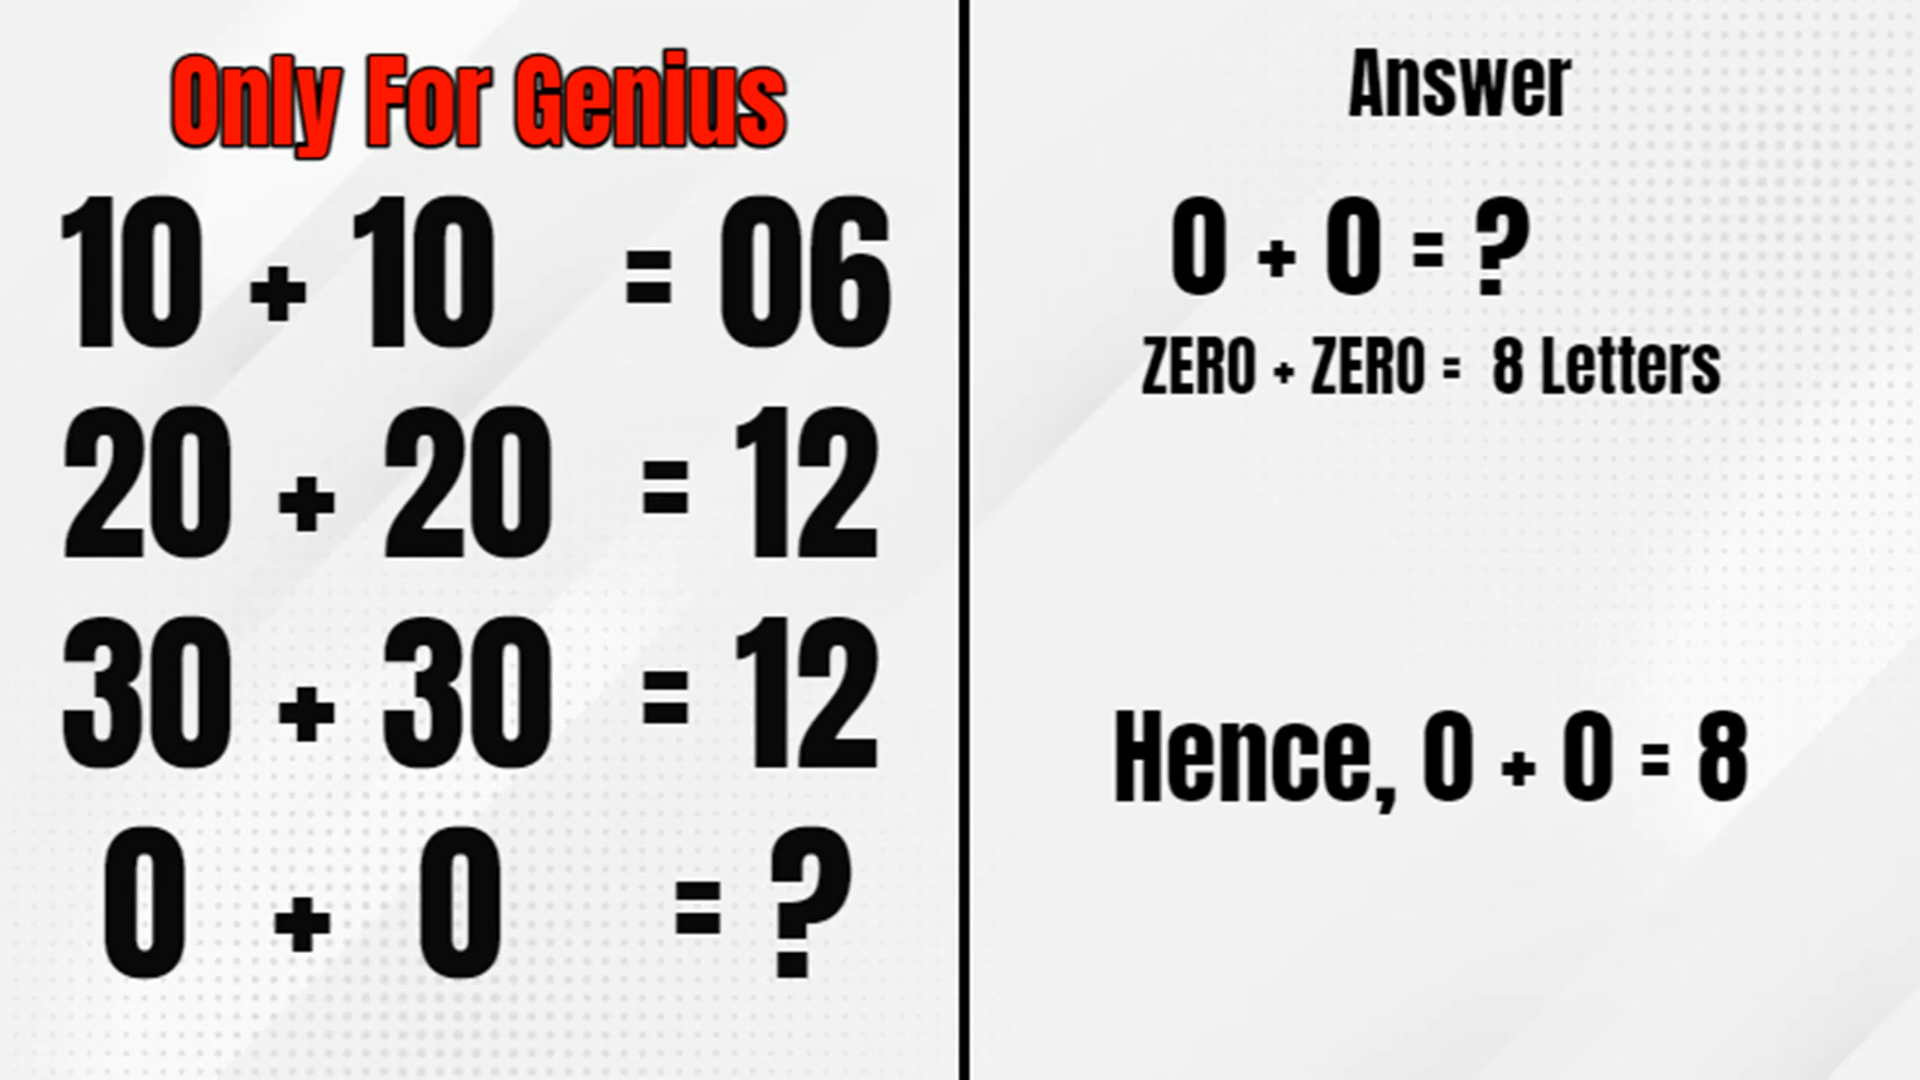 Only For Genius
10 + 10 = 06
20 + 20 = 12
30 + 30 = 12
0 + 0 = ?
Answer
0 + 0 = ?
ZERO + ZERO = 8 Letters
Hence, 0 + 0 = 8